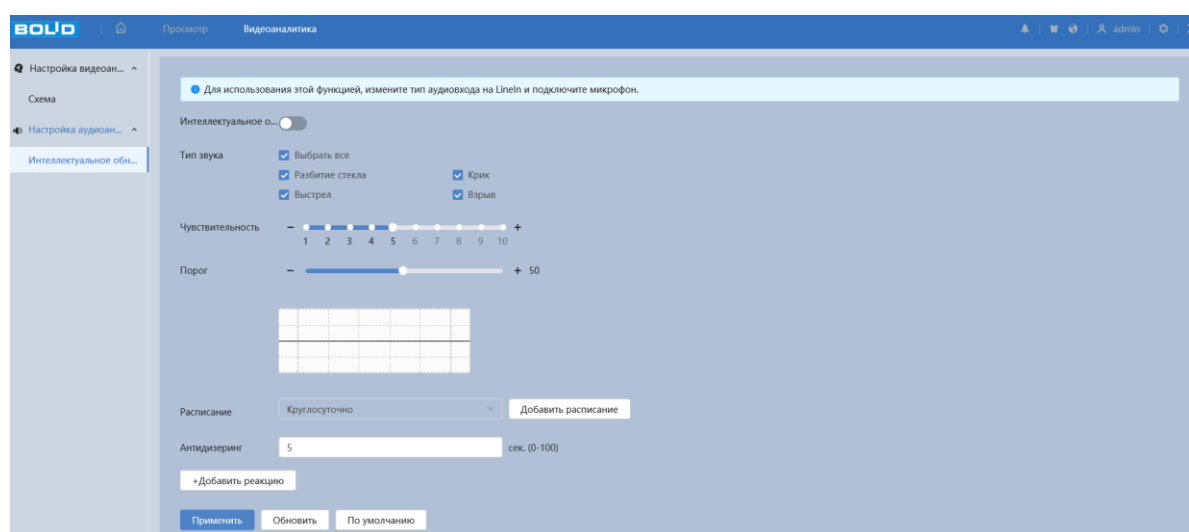 BOLID Просмотр Видеоаналитика admin
Настройка видеоан...
Схема
Настройка аудиоан...
Интеллектуальное обн...
Для использования этой функцией, измените тип аудиовхода на LineIn и подключите микрофон.
Интеллектуальное о...
Тип звука Выбрать все
Разбитие стекла Крик
Выстрел Взрыв
Чувствительность − +
1 2 3 4 5 6 7 8 9 10
Порог − + 50
Расписание Круглосуточно Добавить расписание
Антидизеринг 5 сек. (0-100)
+Добавить реакцию
Применить Обновить По умолчанию